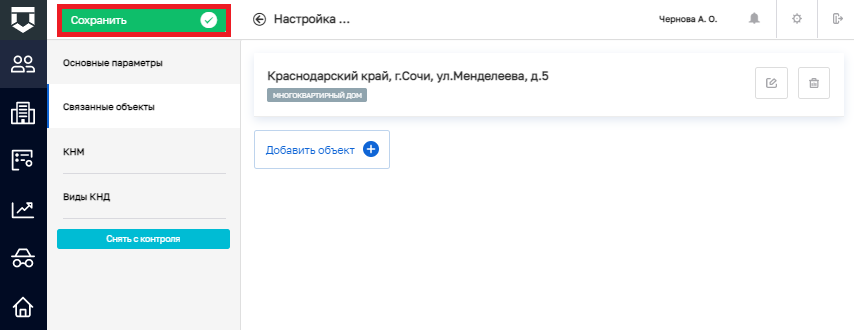 Сохранить
Настройка ...
Чернова А. О.
Основные параметры
Связанные объекты
КНМ
Виды КНД
Снять с контроля
Краснодарский край, г.Сочи, ул.Менделеева, д.5
МНОГОКВАРТИРНЫЙ ДОМ
Добавить объект